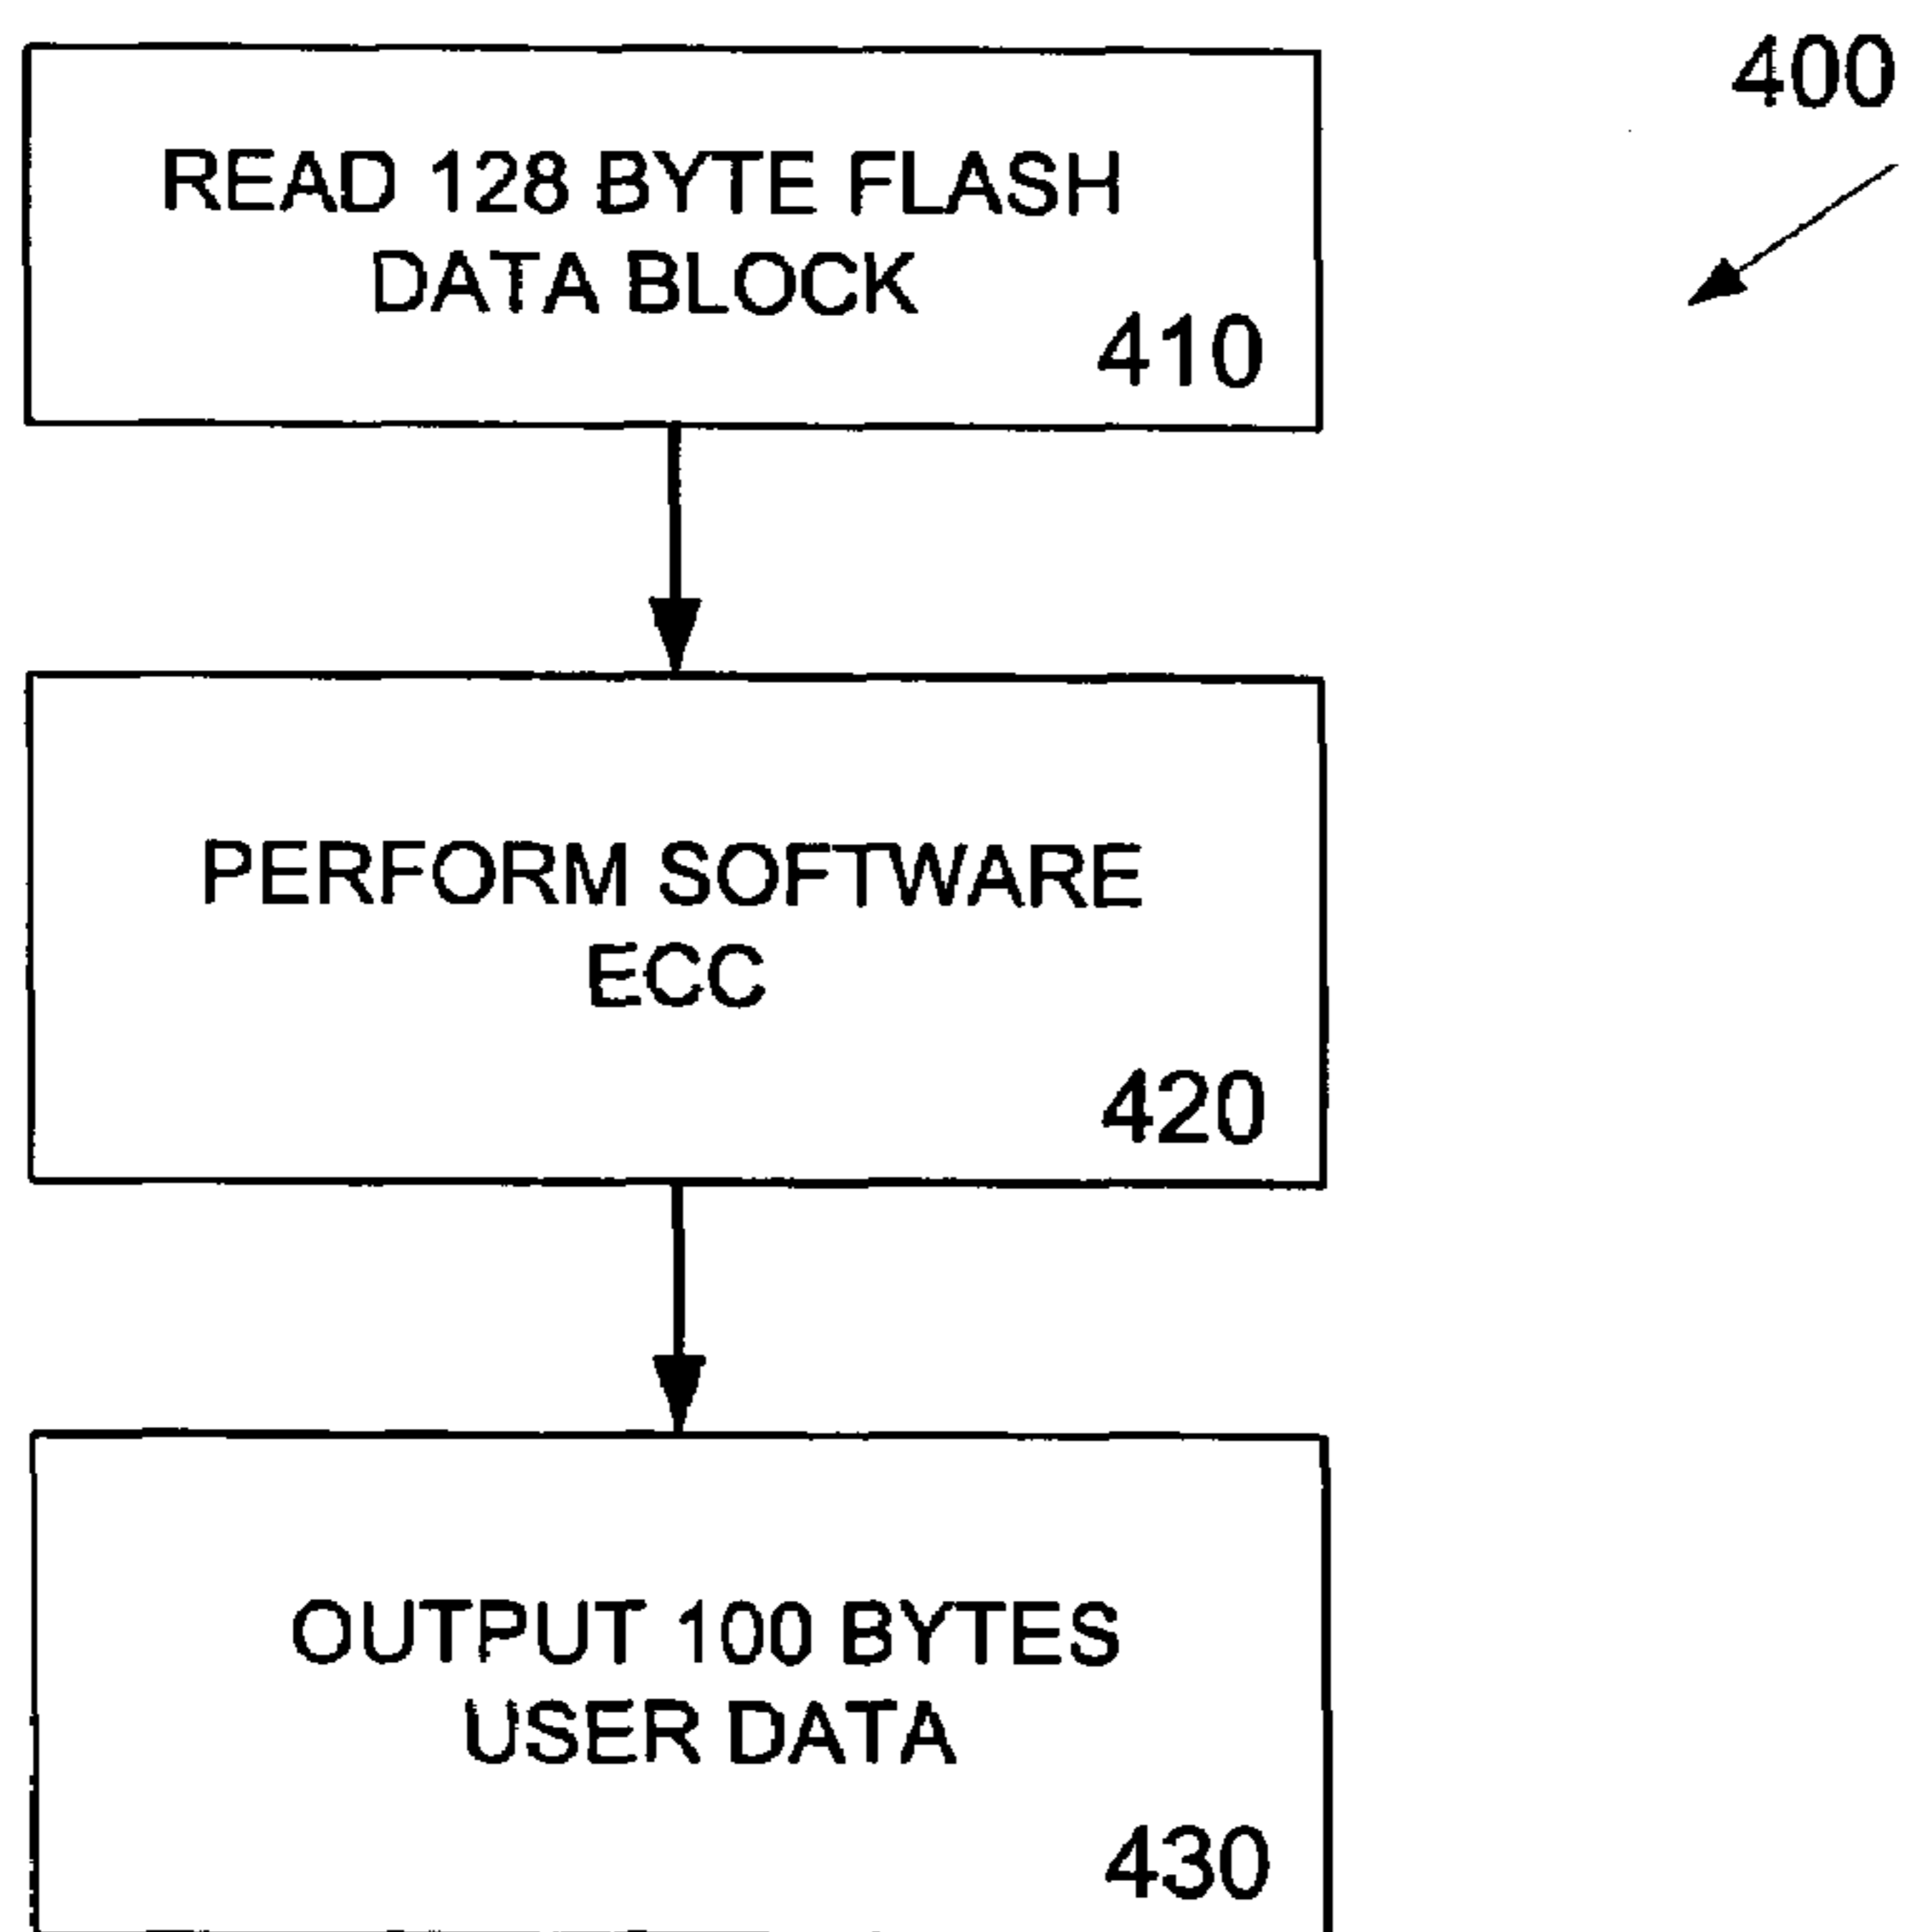 400
READ 128 BYTE FLASH
DATA BLOCK
410
PERFORM SOFTWARE
ECC
420
OUTPUT 100 BYTES
USER DATA
430